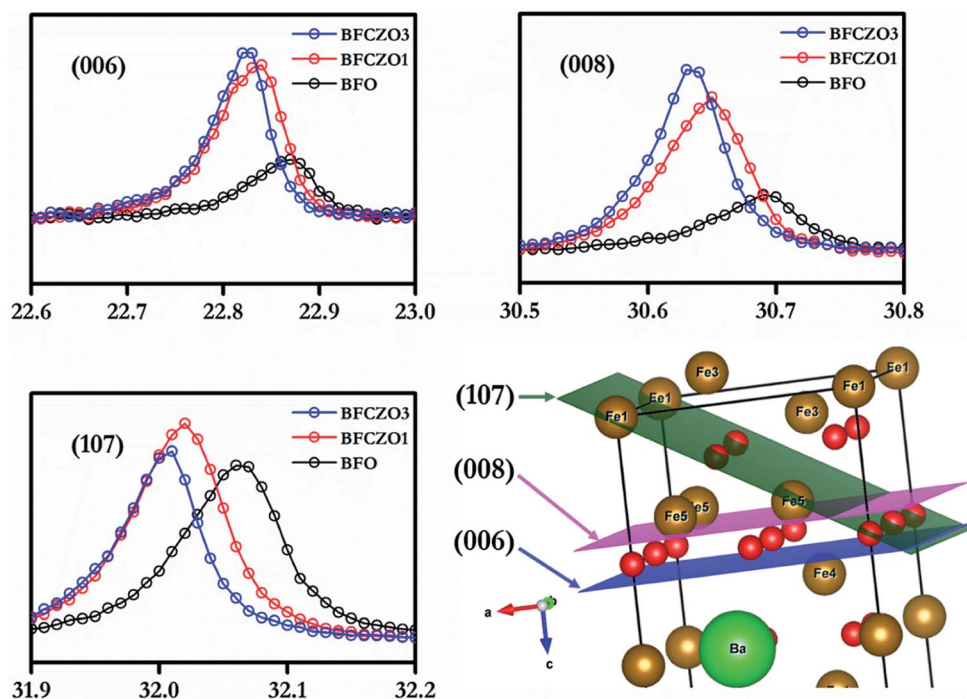 (006)
BFCZO3
BFCZO1
BFO
22.6 22.7 22.8 22.9 23.0
(008)
BFCZO3
BFCZO1
BFO
30.5 30.6 30.7 30.8
(107)
BFCZO3
BFCZO1
BFO
31.9 32.0 32.1 32.2
(107)
(008)
(006)
Fe3
Fe1
Fe1
Fe1
Fe1
Fe3
Fe5
Fe5
Fe5
Fe4
a
c
Ba